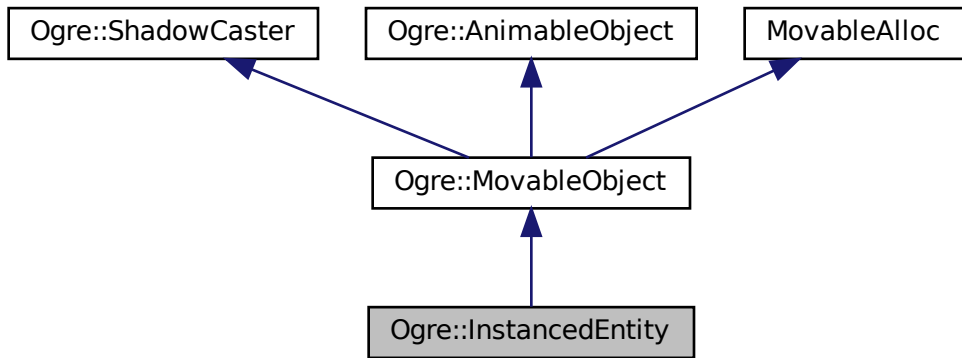 Ogre::ShadowCaster
Ogre::AnimableObject
MovableAlloc
Ogre::MovableObject
Ogre::InstancedEntity